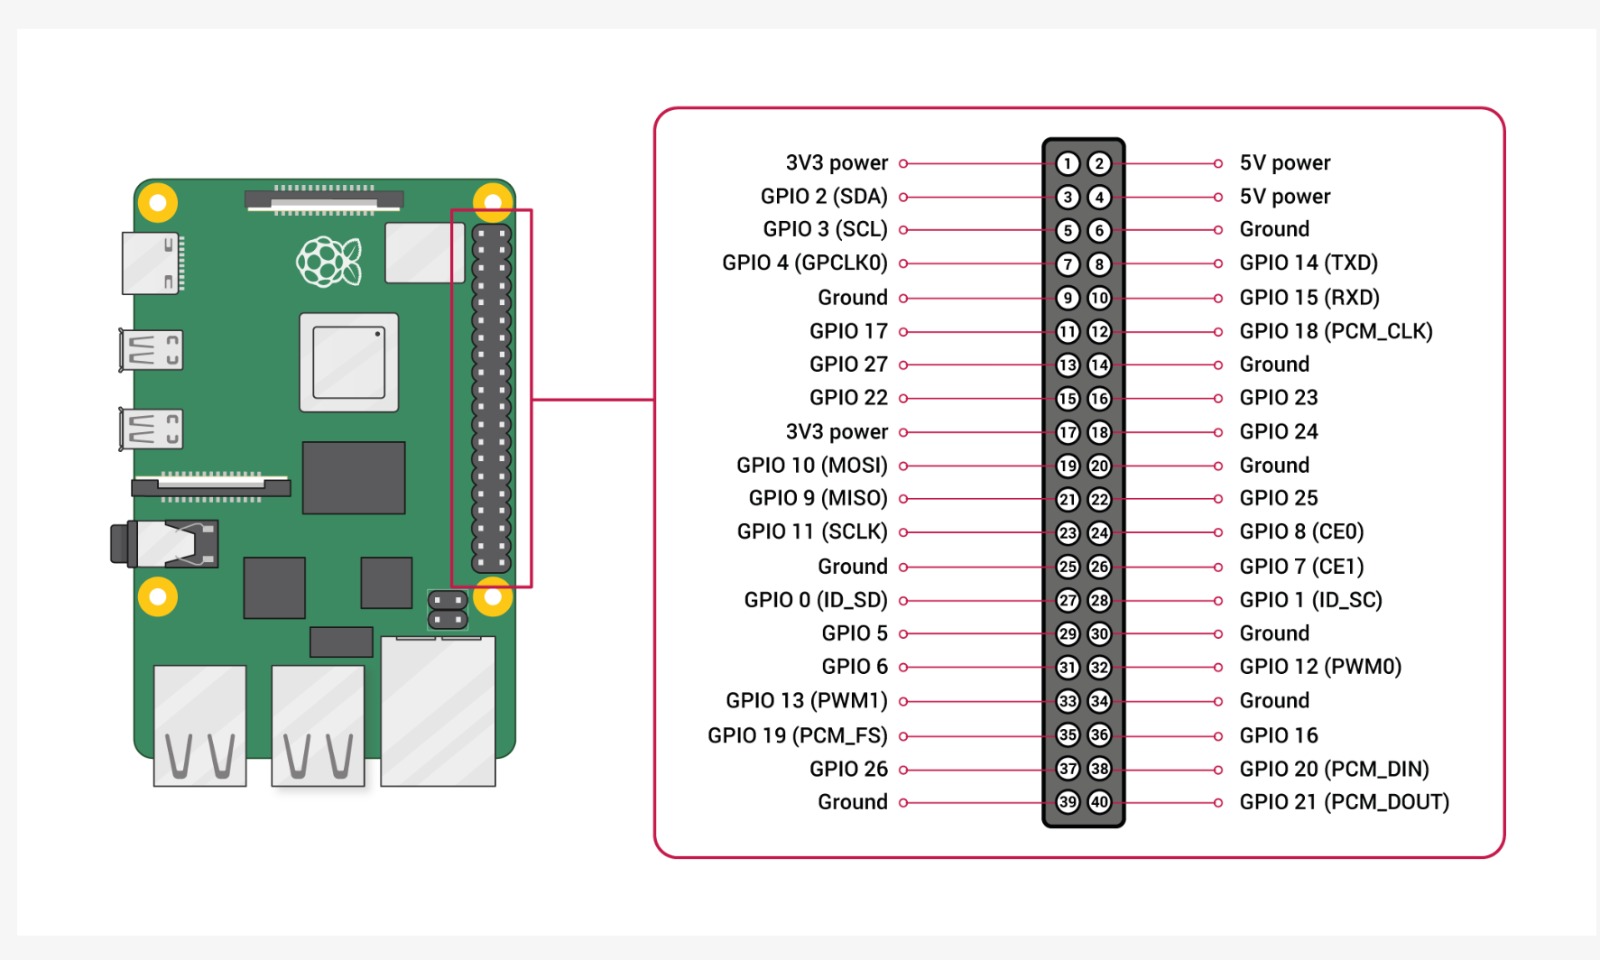 3V3 power 1 2 5V power
GPIO 2 (SDA) 3 4 5V power
GPIO 3 (SCL) 5 6 Ground
GPIO 4 (GPCLK0) 7 8 GPIO 14 (TXD)
Ground 9 10 GPIO 15 (RXD)
GPIO 17 11 12 GPIO 18 (PCM_CLK)
GPIO 27 13 14 Ground
GPIO 22 15 16 GPIO 23
3V3 power 17 18 GPIO 24
GPIO 10 (MOSI) 19 20 Ground
GPIO 9 (MISO) 21 22 GPIO 25
GPIO 11 (SCLK) 23 24 GPIO 8 (CE0)
Ground 25 26 GPIO 7 (CE1)
GPIO 0 (ID_SD) 27 28 GPIO 1 (ID_SC)
GPIO 5 29 30 Ground
GPIO 6 31 32 GPIO 12 (PWM0)
GPIO 13 (PWM1) 33 34 Ground
GPIO 19 (PCM_FS) 35 36 GPIO 16
GPIO 26 37 38 GPIO 20 (PCM_DIN)
Ground 39 40 GPIO 21 (PCM_DOUT)